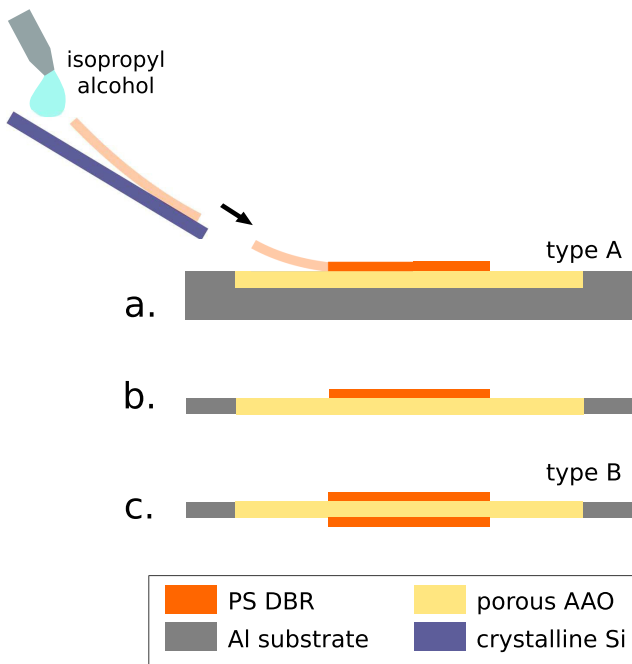 isopropyl
alcohol
type A
a.
b.
type B
c.
PS DBR
porous AAO
Al substrate
crystalline Si